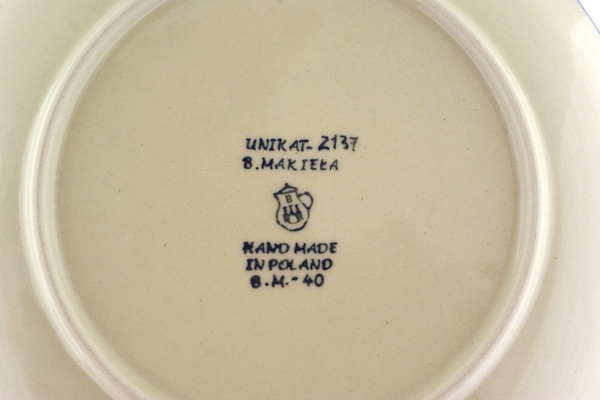 UNIKAT- 2137
B. MAKIEŁA
B
HAND MADE
IN POLAND
B.M.-40